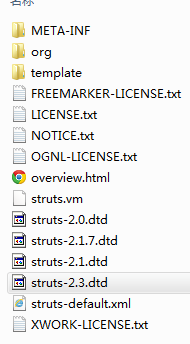 名称
META-INF
org
template
FREEMARKER-LICENSE.txt
LICENSE.txt
NOTICE.txt
OGNL-LICENSE.txt
overview.html
struts.vm
struts-2.0.dtd
struts-2.1.7.dtd
struts-2.1.dtd
struts-2.3.dtd
struts-default.xml
XWORK-LICENSE.txt